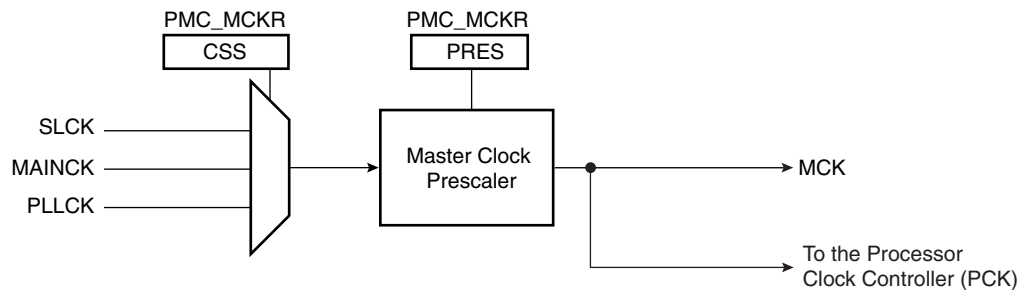 PMC_MCKR
PMC_MCKR
CSS
PRES
SLCK
MAINCK
PLLCK
Master Clock
Prescaler
MCK
To the Processor
Clock Controller (PCK)